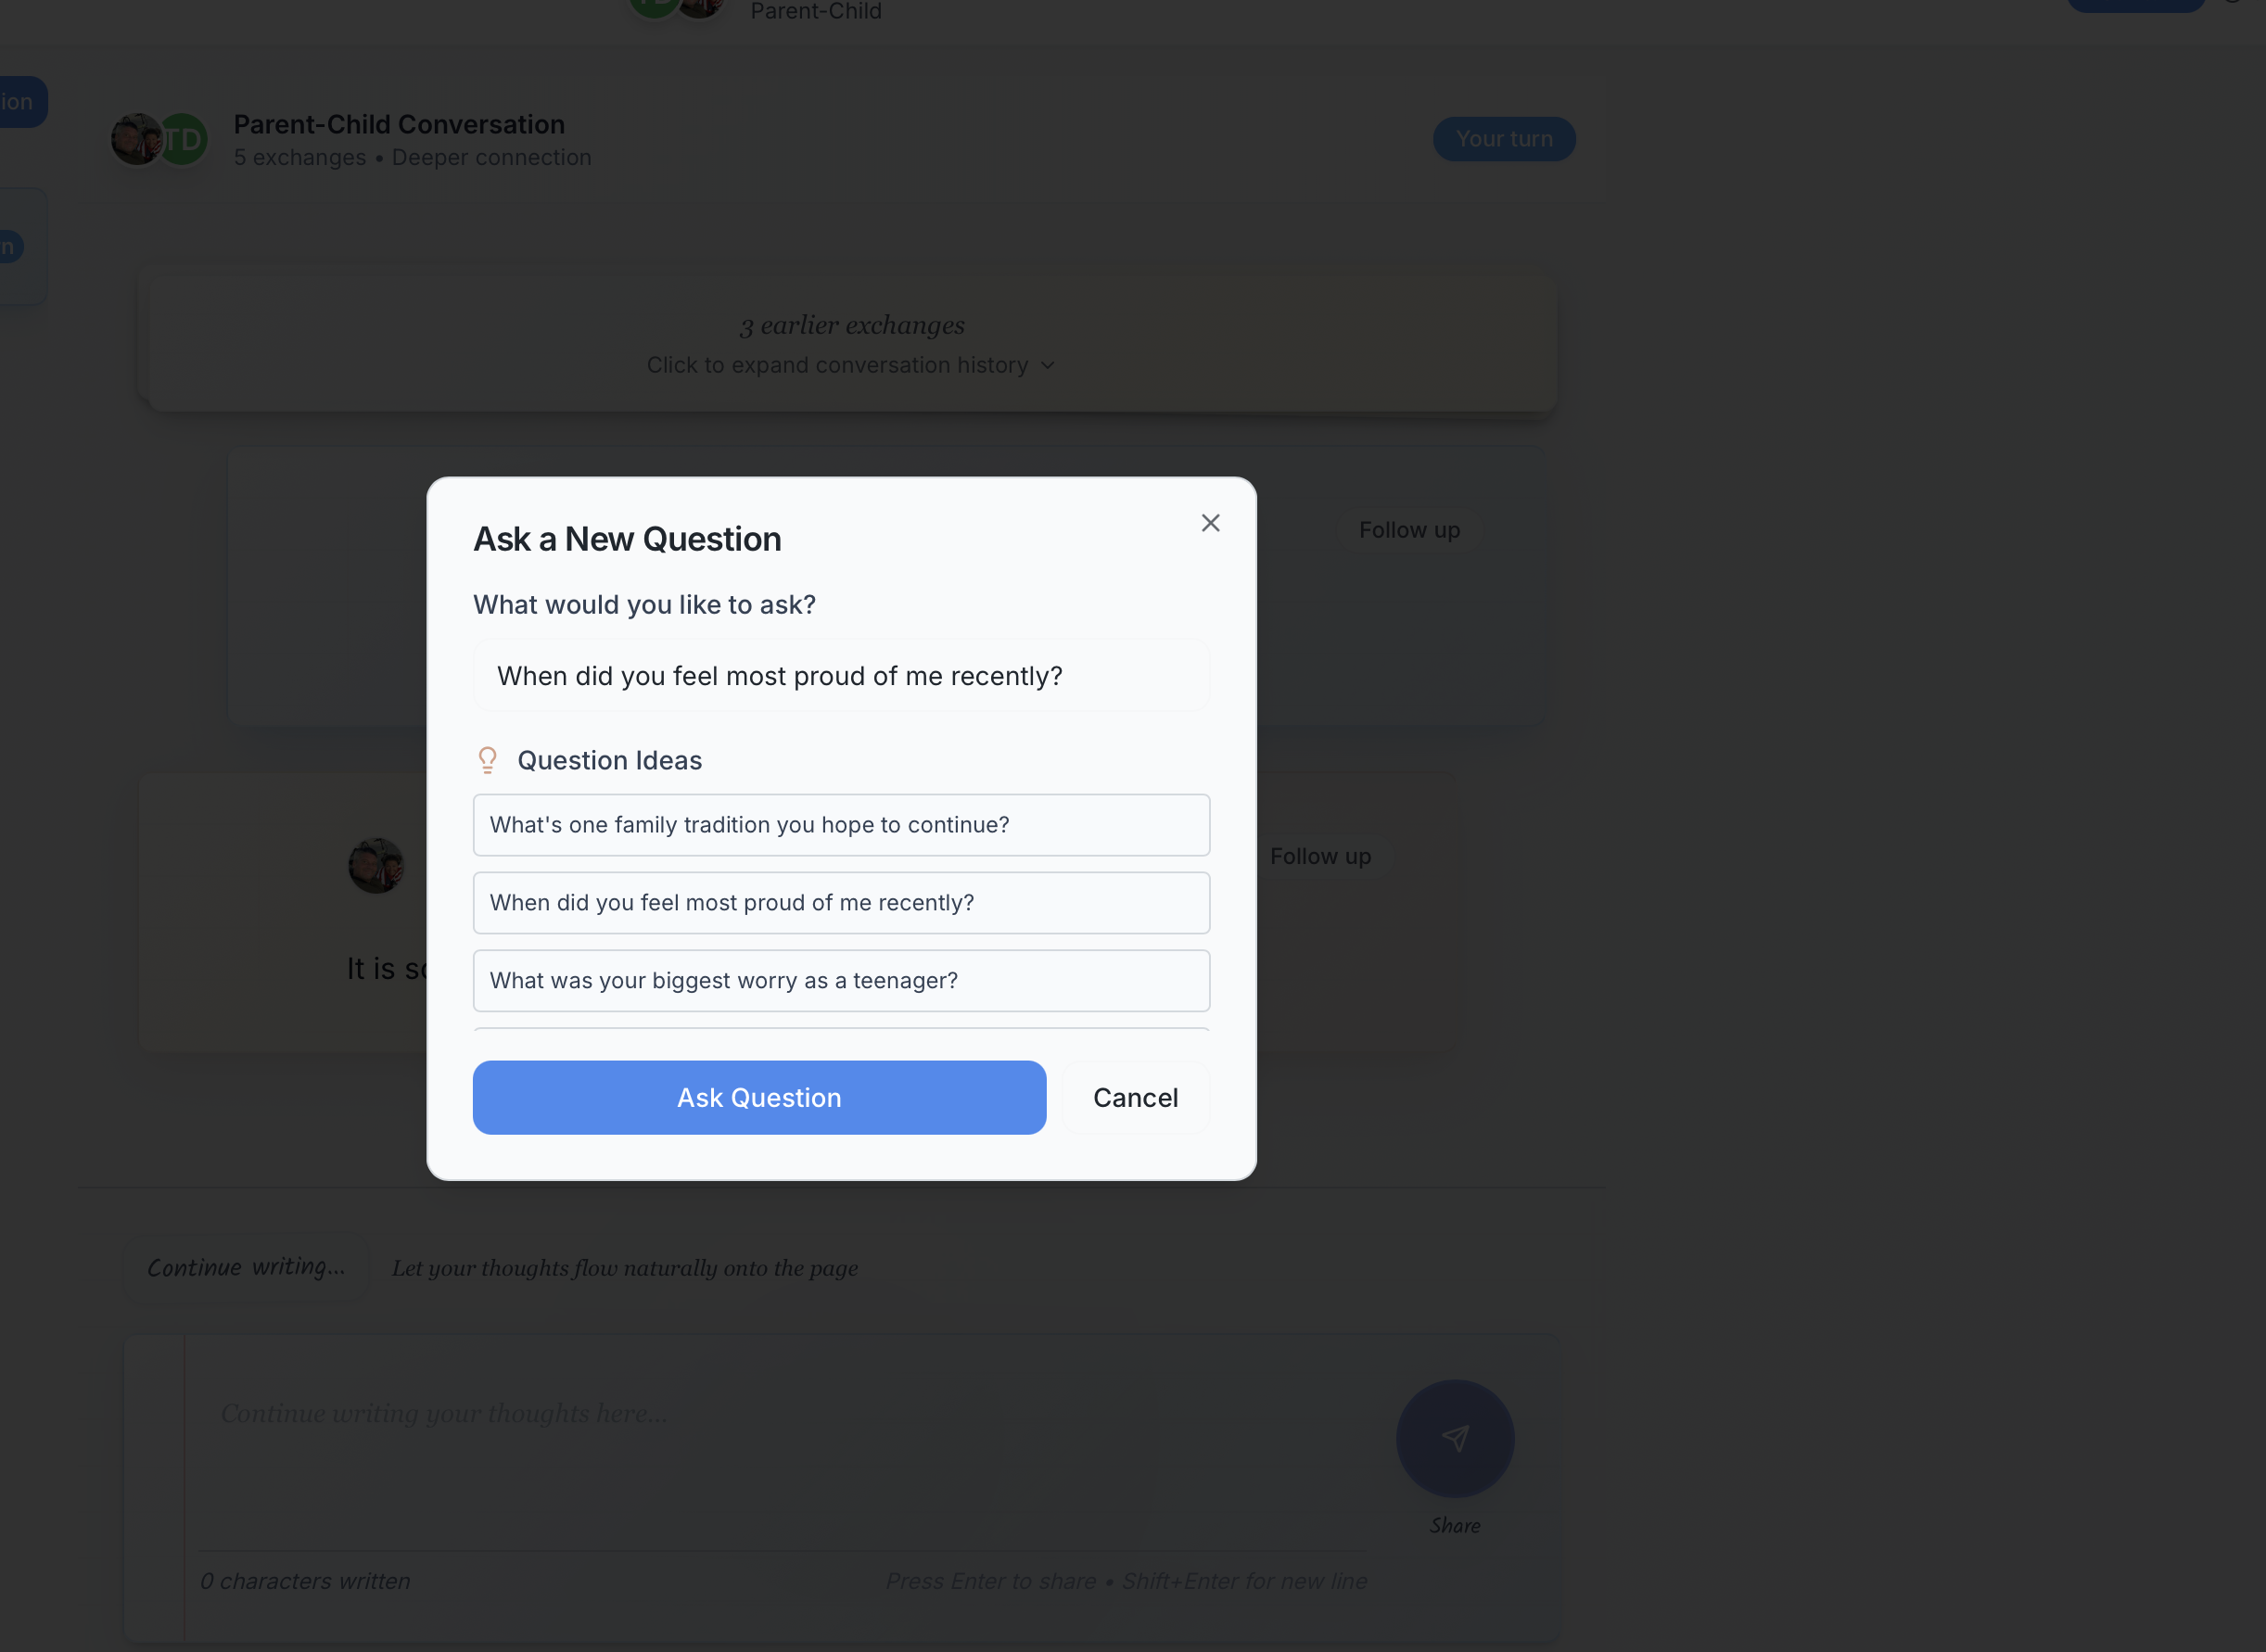 TD
Parent-Child
ion
TD
Parent-Child Conversation
5 exchanges • Deeper connection
Your turn
n
3 earlier exchanges
Click to expand conversation history
Follow up
Ask a New Question
What would you like to ask?
When did you feel most proud of me recently?
Question Ideas
What's one family tradition you hope to continue?
When did you feel most proud of me recently?
What was your biggest worry as a teenager?
Follow up
It is so
Ask Question
Cancel
Continue writing...
Let your thoughts flow naturally onto the page
Continue writing your thoughts here...
Share
0 characters written
Press Enter to share • Shift+Enter for new line